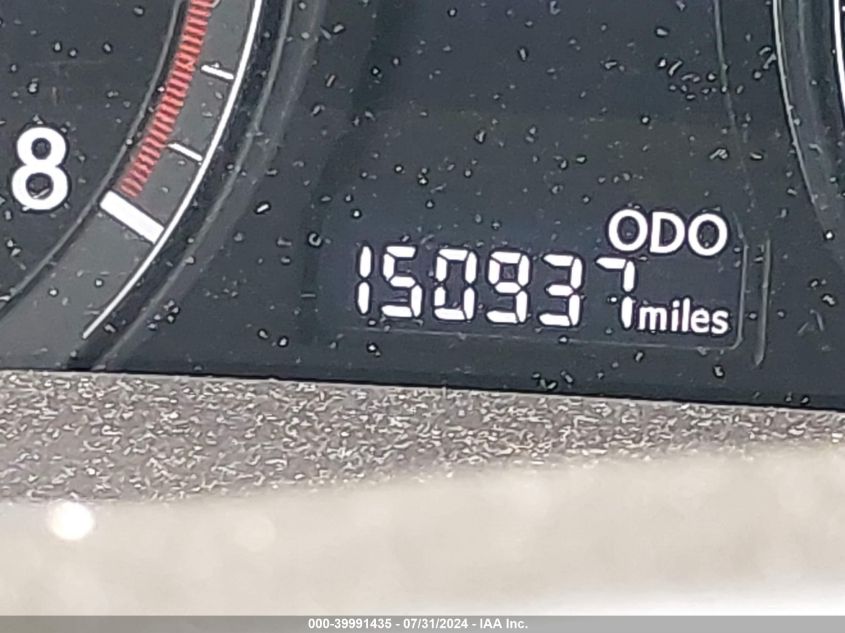 8
ODO
150937 miles
000-39991435 - 07/31/2024 - IAA Inc.